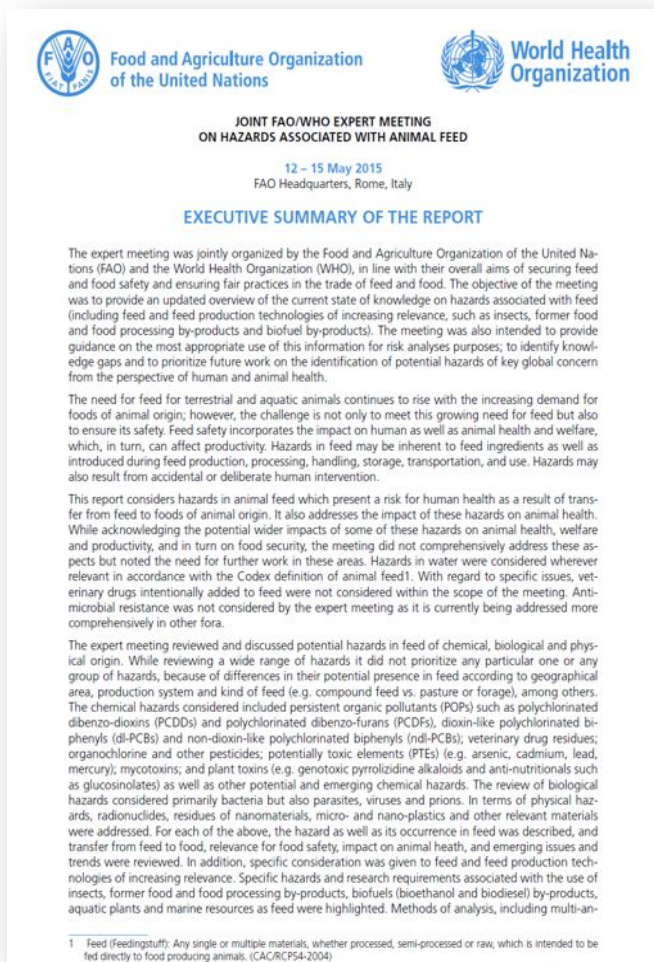 Food and Agriculture Organization
of the United Nations
World Health
Organization
JOINT FAO/WHO EXPERT MEETING
ON HAZARDS ASSOCIATED WITH ANIMAL FEED
12 – 15 May 2015
FAO Headquarters, Rome, Italy
EXECUTIVE SUMMARY OF THE REPORT
The expert meeting was jointly organized by the Food and Agriculture Organization of the United Na-
tions (FAO) and the World Health Organization (WHO), in line with their overall aims of securing feed
and food safety and ensuring fair practices in the trade of feed and food. The objective of the meeting
was to provide an updated overview of the current state of knowledge on hazards associated with feed
(including feed and feed production technologies of increasing relevance, such as insects, former food
and food processing by-products and biofuel by-products). The meeting was also intended to provide
guidance on the most appropriate use of this information for risk analyses purposes; to identify knowl-
edge gaps and to prioritize future work on the identification of potential hazards of key global concern
from the perspective of human and animal health.
The need for feed for terrestrial and aquatic animals continues to rise with the increasing demand for
foods of animal origin; however, the challenge is not only to meet this growing need for feed but also
to ensure its safety. Feed safety incorporates the impact on human as well as animal health and welfare,
which, in turn, can affect productivity. Hazards in feed may be inherent to feed ingredients as well as
introduced during feed production, processing, handling, storage, transportation, and use. Hazards may
also result from accidental or deliberate human intervention.
This report considers hazards in animal feed which present a risk for human health as a result of trans-
fer from feed to foods of animal origin. It also addresses the impact of these hazards on animal health.
While acknowledging the potential wider impacts of some of these hazards on animal health, welfare
and productivity, and in turn on food security, the meeting did not comprehensively address these as-
pects but noted the need for further work in these areas. Hazards in water were considered wherever
relevant in accordance with the Codex definition of animal feed1. With regard to specific issues, vet-
erinary drugs intentionally added to feed were not considered within the scope of the meeting. Anti-
microbial resistance was not considered by the expert meeting as it is currently being addressed more
comprehensively in other fora.
The expert meeting reviewed and discussed potential hazards in feed of chemical, biological and phys-
ical origin. While reviewing a wide range of hazards it did not prioritize any particular one or any
group of hazards, because of differences in their potential presence in feed according to geographical
area, production system and kind of feed (e.g. compound feed vs. pasture or forage), among others.
The chemical hazards considered included persistent organic pollutants (POPs) such as polychlorinated
dibenzo-dioxins (PCDDs) and polychlorinated dibenzo-furans (PCDFs), dioxin-like polychlorinated bi-
phenyls (dl-PCBs) and non-dioxin-like polychlorinated biphenyls (ndl-PCBs); veterinary drug residues;
organochlorine and other pesticides; potentially toxic elements (PTEs) (e.g. arsenic, cadmium, lead,
mercury); mycotoxins; and plant toxins (e.g. genotoxic pyrrolizidine alkaloids and anti-nutritionals such
as glucosinolates) as well as other potential and emerging chemical hazards. The review of biological
hazards considered primarily bacteria but also parasites, viruses and prions. In terms of physical haz-
ards, radionuclides, residues of nanomaterials, micro- and nano-plastics and other relevant materials
were addressed. For each of the above, the hazard as well as its occurrence in feed was described, and
transfer from feed to food, relevance for food safety, impact on animal heath, and emerging issues and
trends were reviewed. In addition, specific consideration was given to feed and feed production tech-
nologies of increasing relevance. Specific hazards and research requirements associated with the use of
insects, former food and food processing by-products, biofuels (bioethanol and biodiesel) by-products,
aquatic plants and marine resources as feed were highlighted. Methods of analysis, including multi-an-
1 Feed (Feedingstuff): Any single or multiple materials, whether processed, semi-processed or raw, which is intended to be
fed directly to food producing animals. (CAC/RCP54-2004)